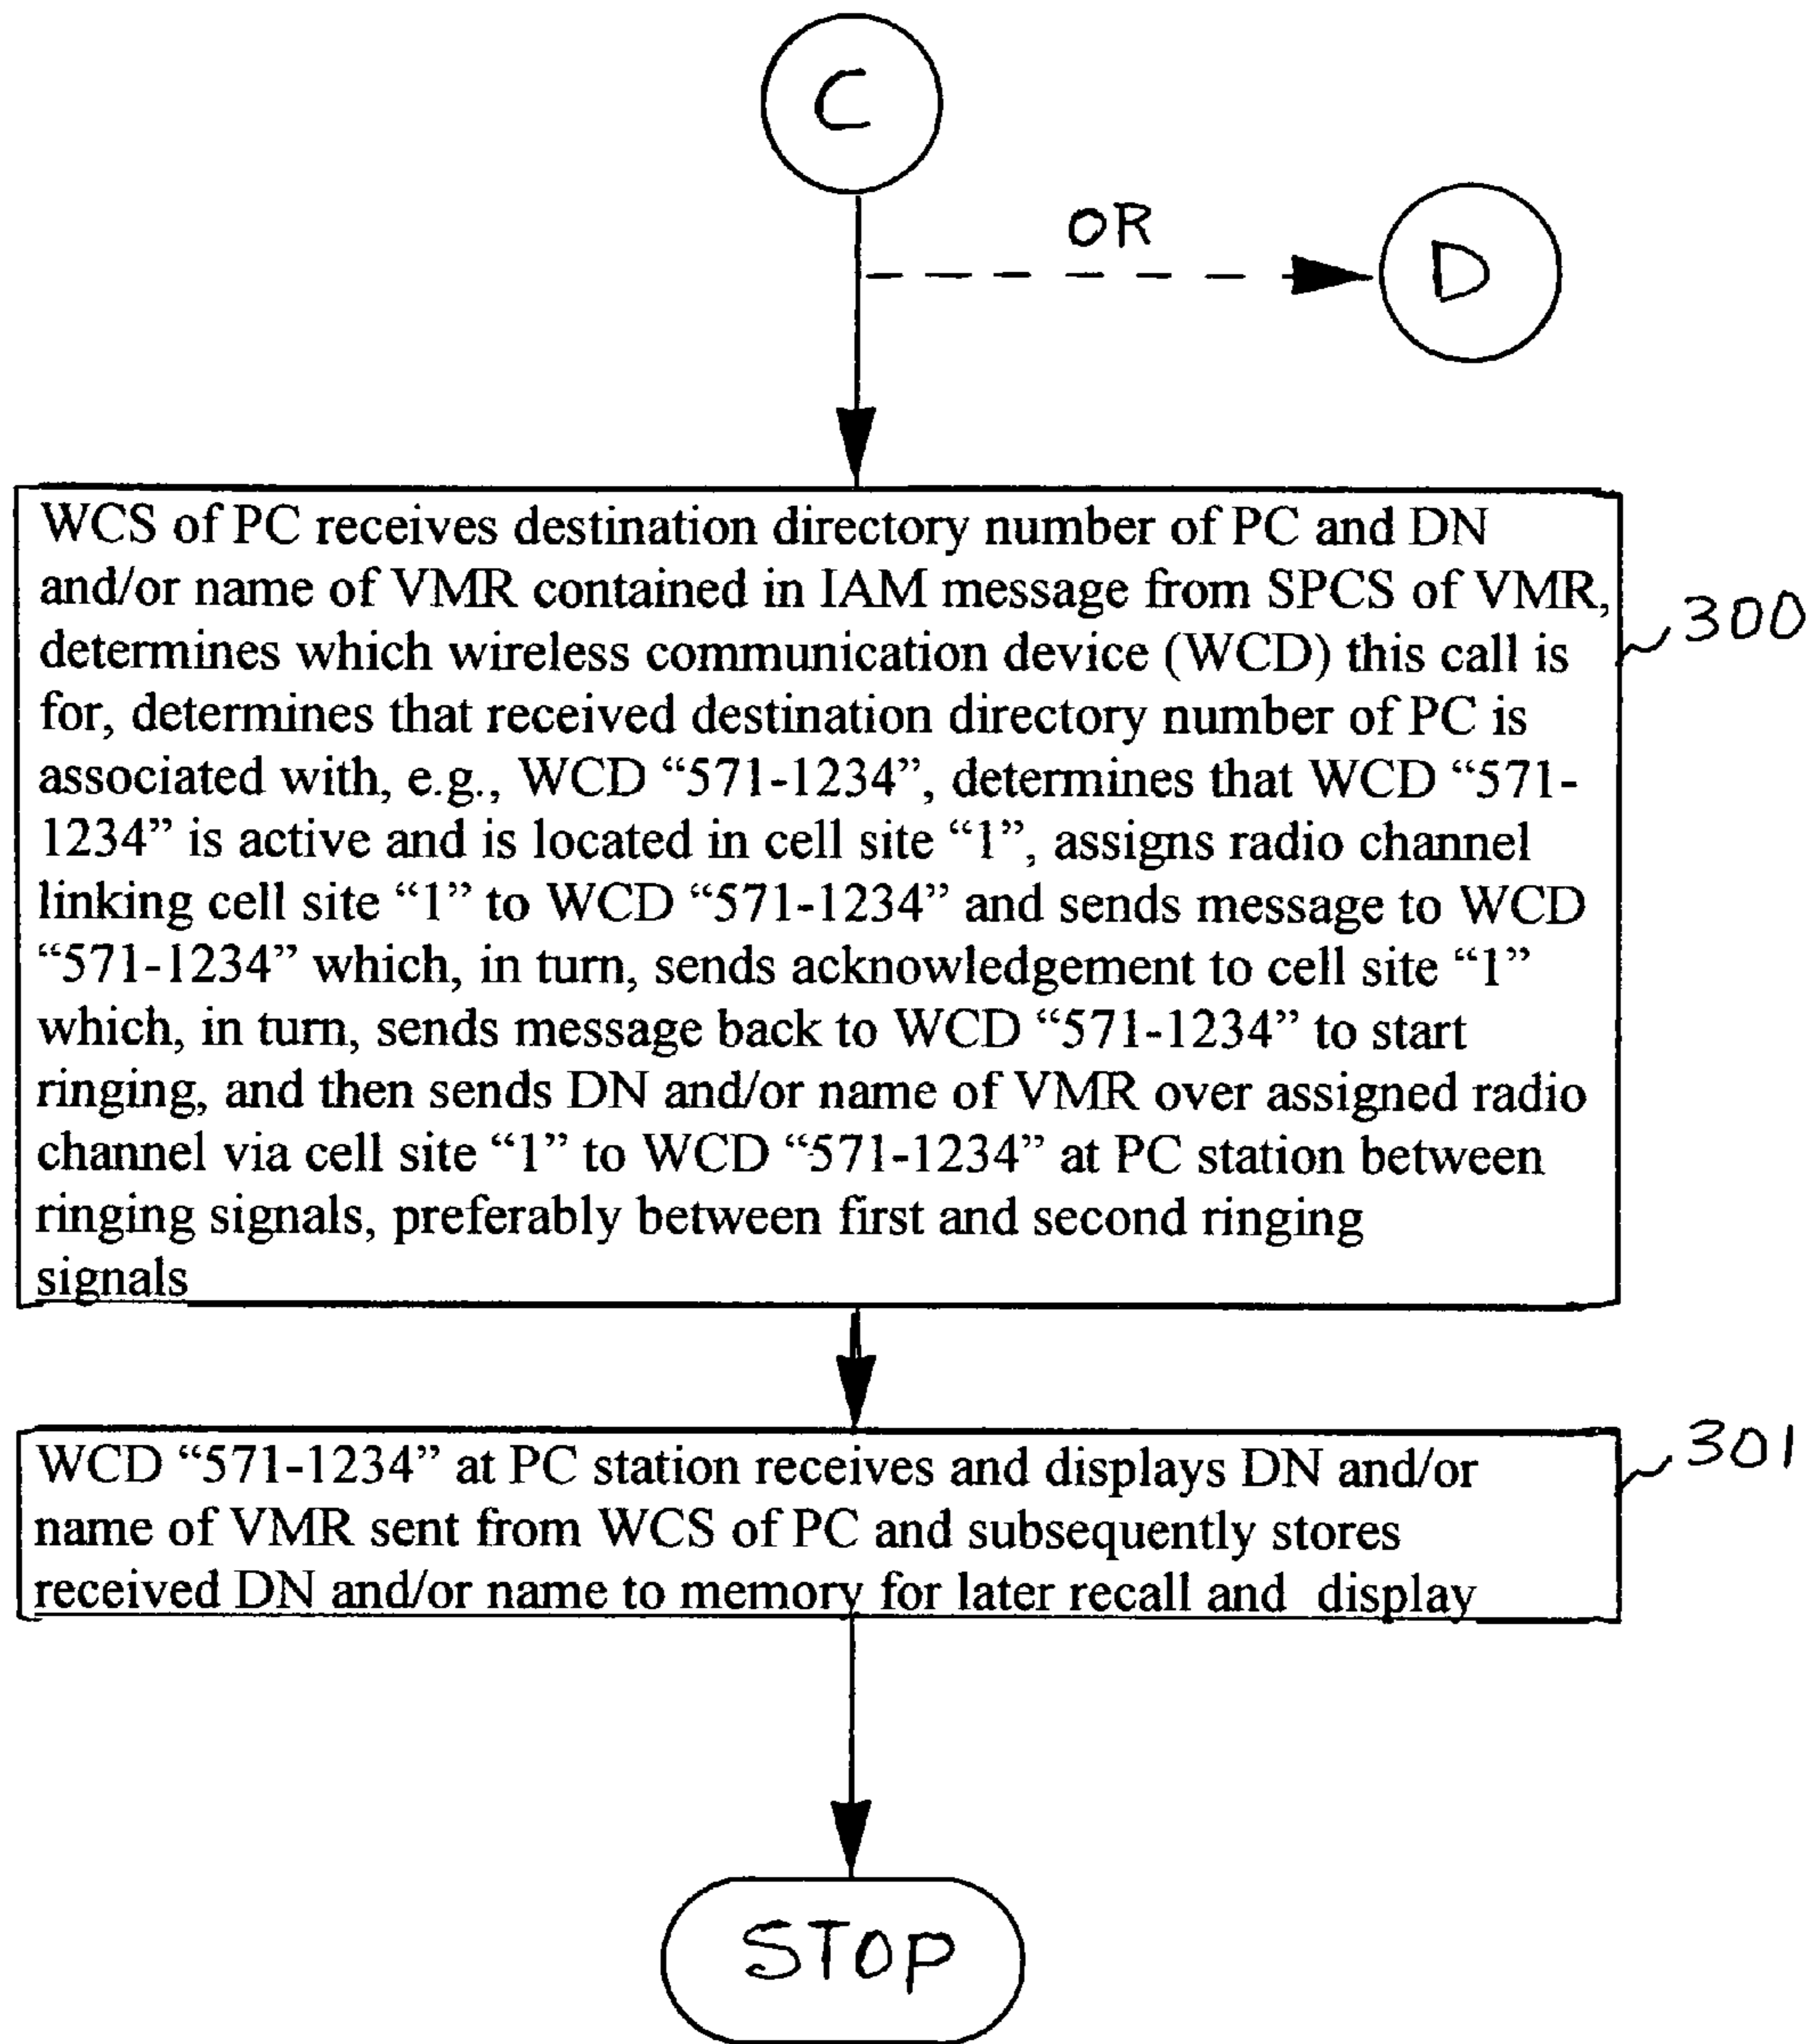 C
OR
D
WCS of PC receives destination directory number of PC and DN
and/or name of VMR contained in IAM message from SPCS of VMR,
determines which wireless communication device (WCD) this call is
for, determines that received destination directory number of PC is
associated with, e.g., WCD “571-1234”, determines that WCD “571-
1234” is active and is located in cell site “1”, assigns radio channel
linking cell site “1” to WCD “571-1234” and sends message to WCD
“571-1234” which, in turn, sends acknowledgement to cell site “1”
which, in turn, sends message back to WCD “571-1234” to start
ringing, and then sends DN and/or name of VMR over assigned radio
channel via cell site “1” to WCD “571-1234” at PC station between
ringing signals, preferably between first and second ringing
signals
300
WCD “571-1234” at PC station receives and displays DN and/or
name of VMR sent from WCS of PC and subsequently stores
received DN and/or name to memory for later recall and display
301
STOP